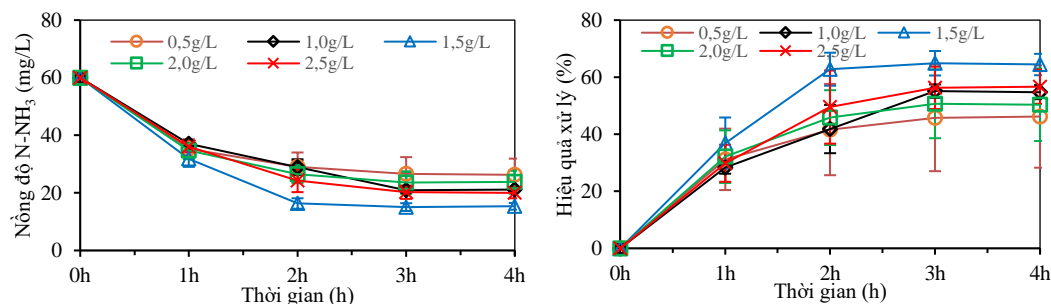 80
60
40
20
0
Nồng độ N-NH₃ (mg/L)
0,5g/L 1,0g/L 1,5g/L
2,0g/L 2,5g/L
0h 1h 2h 3h 4h
Thời gian (h)
80
60
40
20
0
Hiệu quả xử lý (%)
0,5g/L 1,0g/L 1,5g/L
2,0g/L 2,5g/L
0h 1h 2h 3h 4h
Thời gian (h)